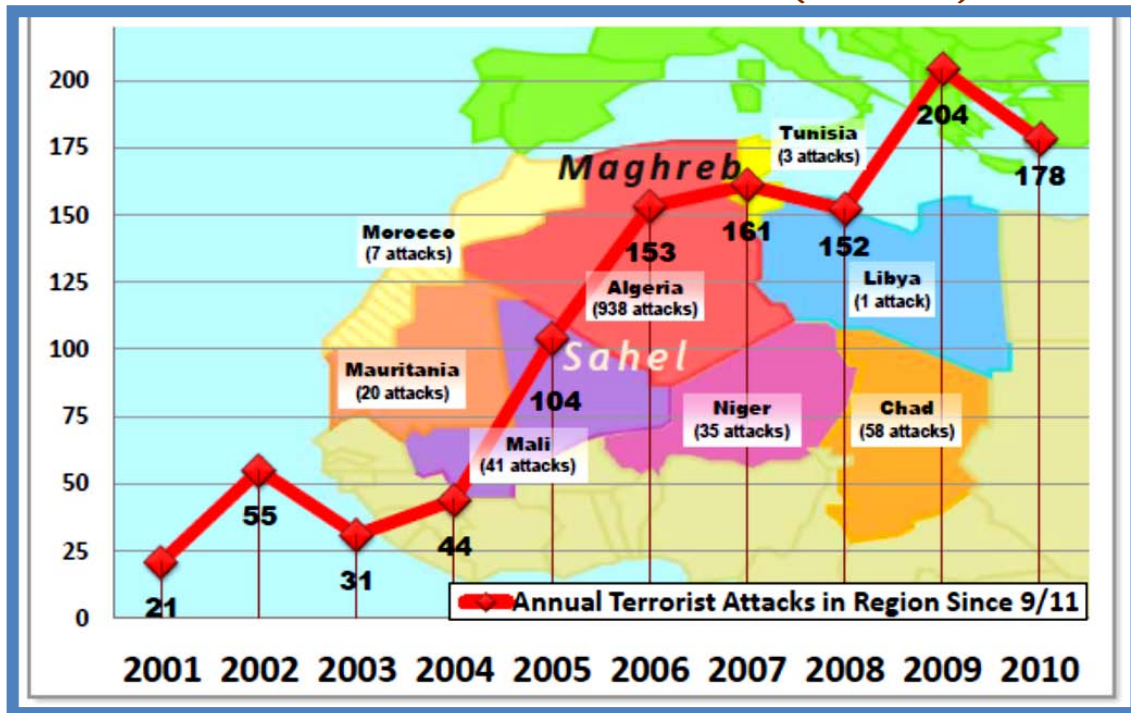 200
175
150
125
100
75
50
25
0
Maghreb
Sahel
Tunisia
(3 attacks)
Morocco
(7 attacks)
Algeria
(938 attacks)
Libya
(1 attack)
Mauritania
(20 attacks)
Mali
(41 attacks)
Niger
(35 attacks)
Chad
(58 attacks)
21
55
31
44
104
153
161
152
204
178
Annual Terrorist Attacks in Region Since 9/11
2001 2002 2003 2004 2005 2006 2007 2008 2009 2010